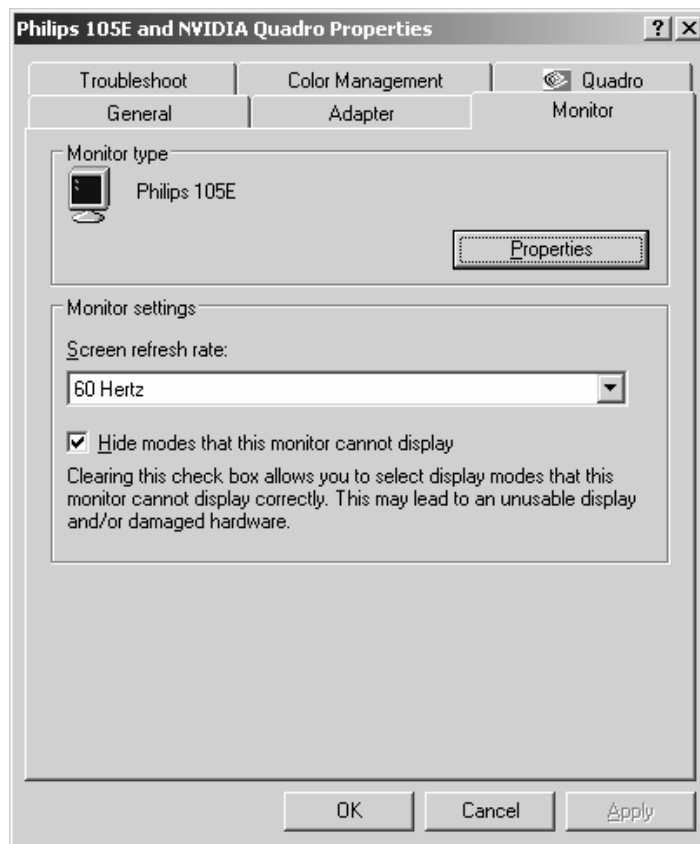 Philips 105E and NVIDIA Quadro Properties
Troubleshoot Color Management Quadro
General Adapter Monitor
Monitor type
Philips 105E
Properties
Monitor settings
Screen refresh rate:
60 Hertz
Hide modes that this monitor cannot display
Clearing this check box allows you to select display modes that this
monitor cannot display correctly. This may lead to an unusable display
and/or damaged hardware.
OK Cancel Apply